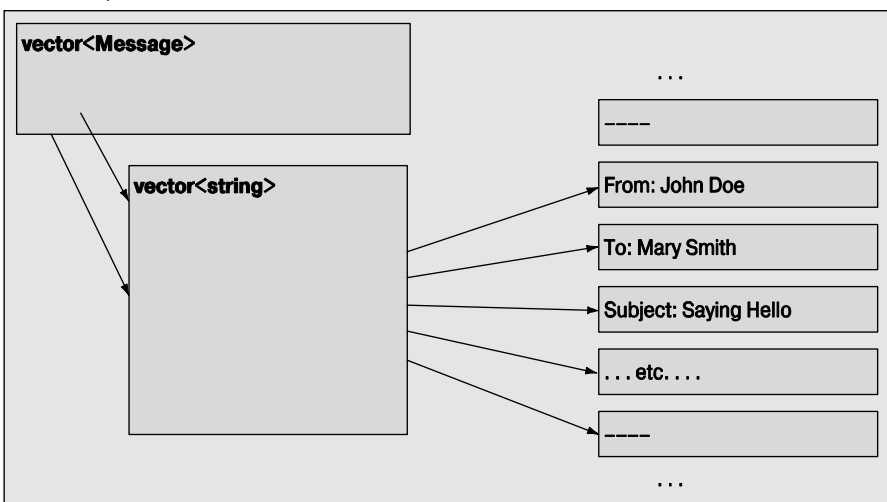 vector<Message>
. . .
----
vector<string>
From: John Doe
To: Mary Smith
Subject: Saying Hello
. . . etc. . . .
----
. . .